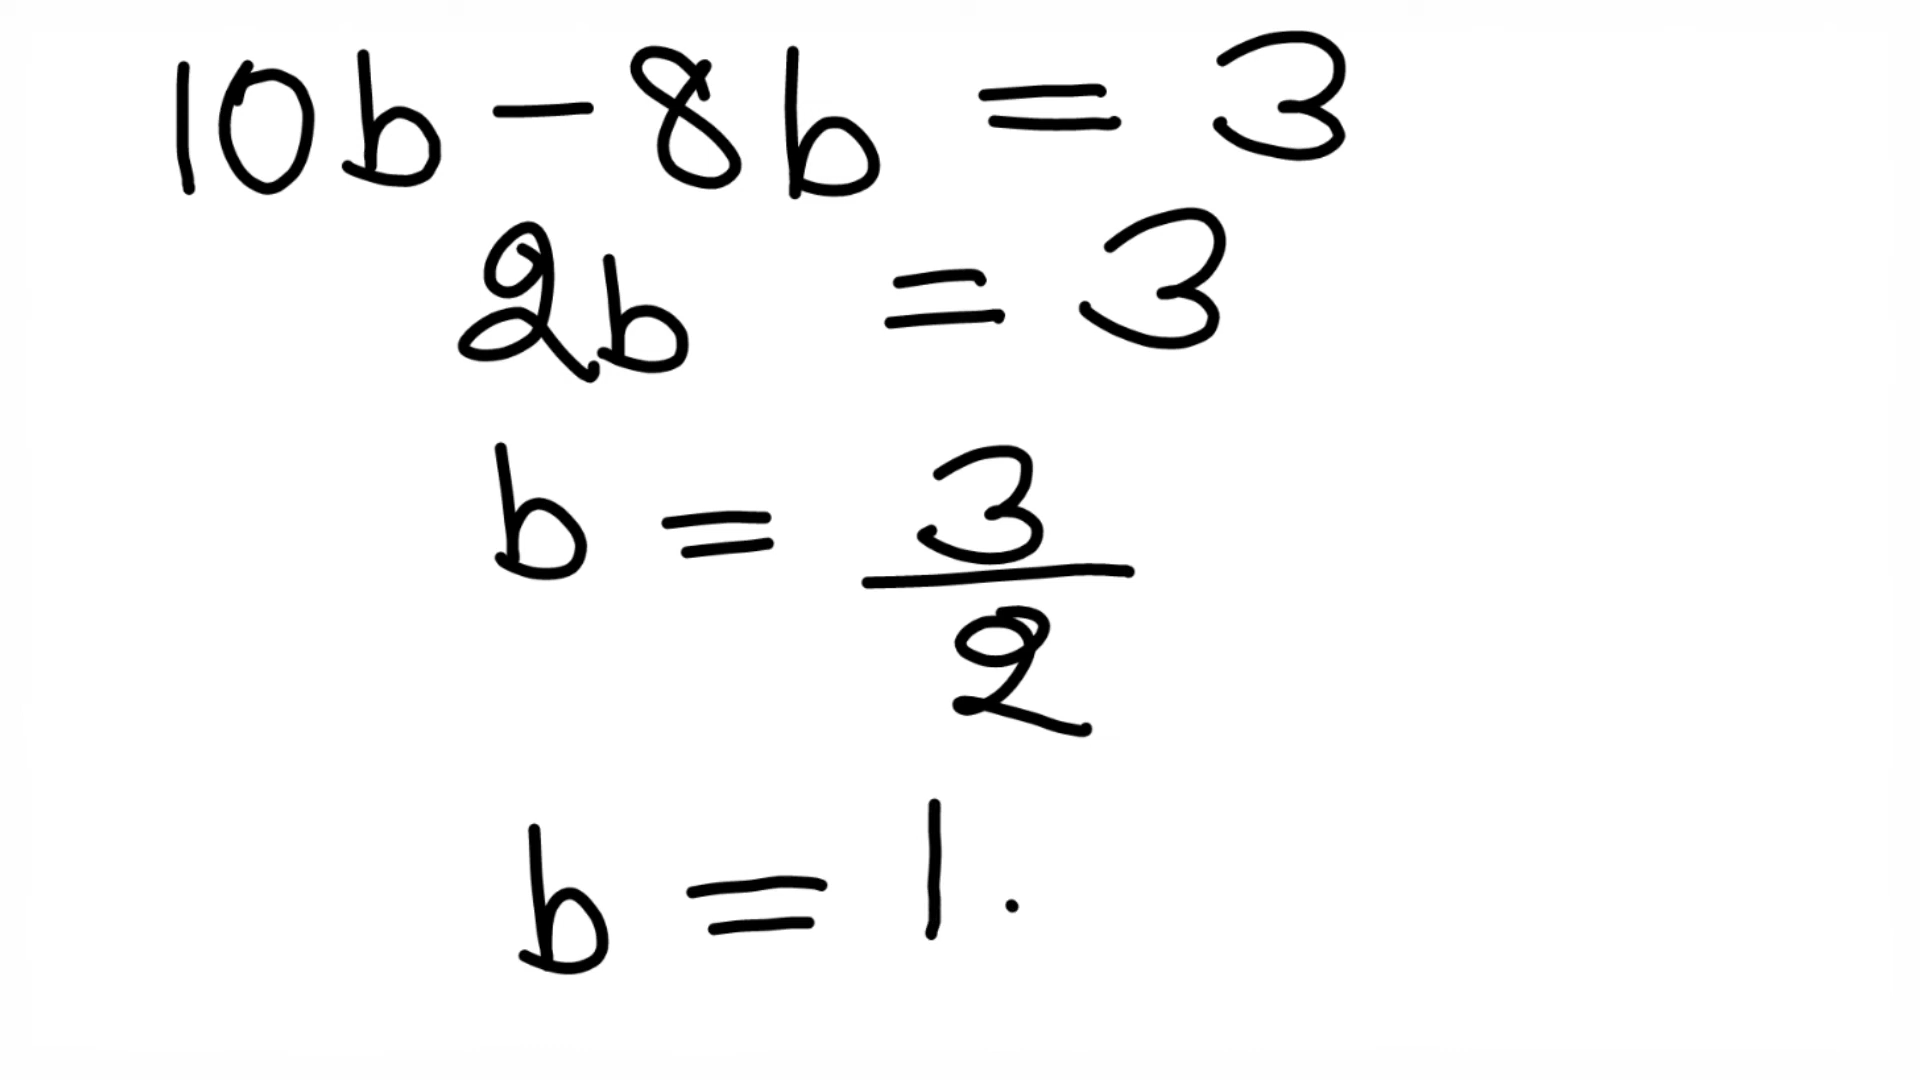 10b - 8b = 3
2b = 3
b = 3/2
b = 1.